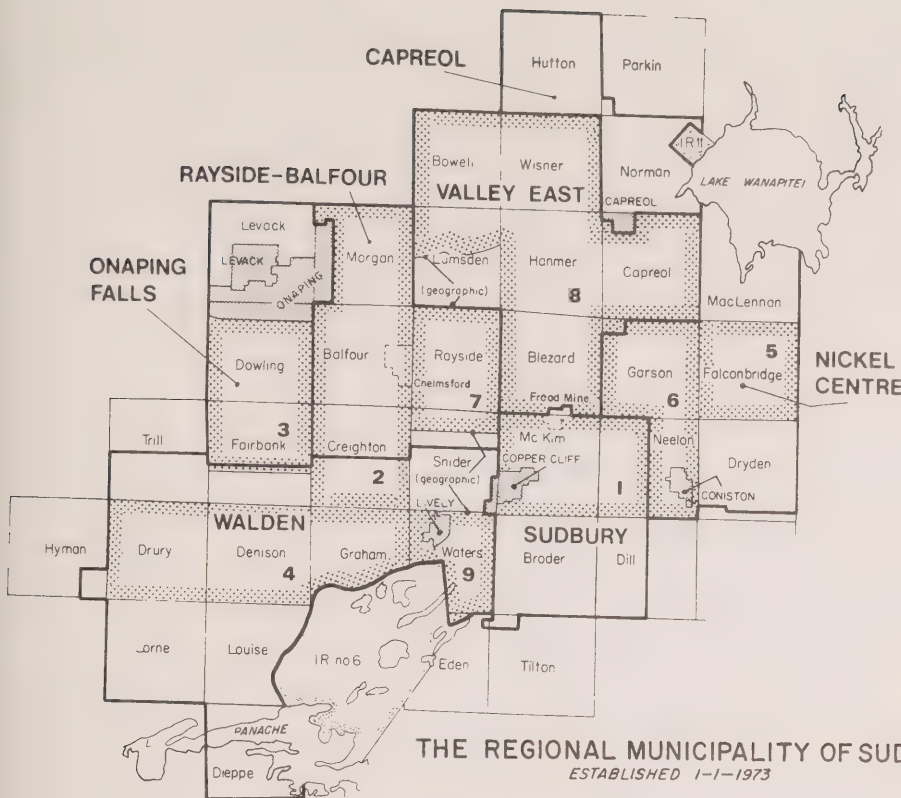 CAPREOL
Hutton
Parkin
IR 11
LAKE WANAPITEI
Bowell
Wisner
Norman
RAYSIDE-BALFOUR
VALLEY EAST
CAPREOL
Levack
LEVACK
Morgan
Lumsden
(geographic)
Hanmer
Capreol
ONAPING
FALLS
ONAPING
8
MacLennan
Dowling
Balfour
Rayside
Blezard
Garson
5
Falconbridge
NICKEL
CENTRE
Chelmsford
7
Frood Mine
6
Trill
3
Fairbank
Creighton
Snider
(geographic)
Mc Kim
COPPER CLIFF
1
Neelon
Dryden
CONISTON
2
LIVELY
WALDEN
SUDBURY
Hyman
Drury
Denison
Graham
Waters
Broder
Dill
4
9
Lorne
Louise
IR no 6
Eden
Tilton
PANACHE
L
Dieppe
THE REGIONAL MUNICIPALITY OF SUD
ESTABLISHED 1-1-1973